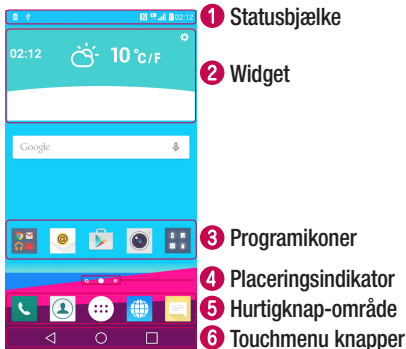 02:12
1 Statusbjælke
02:12 10°C/F
2 Widget
Google
3 Programikoner
4 Placeringsindikator
5 Hurtigknap-område
6 Touchmenu knapper